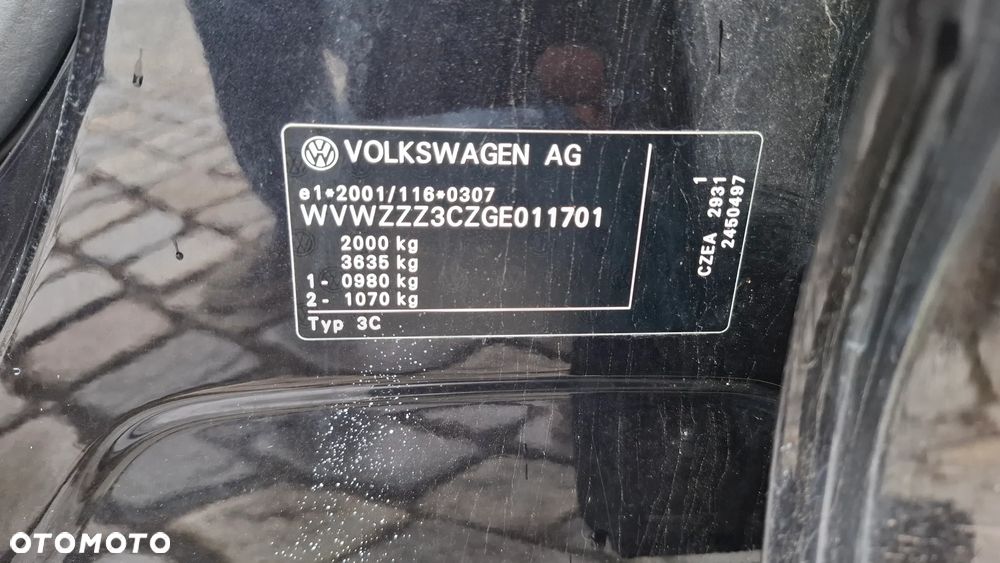 VOLKSWAGEN AG
e1*2001/116*0307
WVWZZZ3CZGE011701
2000 kg
3635 kg
1 - 0980 kg
2 - 1070 kg
Typ 3C
CZEA 2931 1
2450497
OTOMOTO